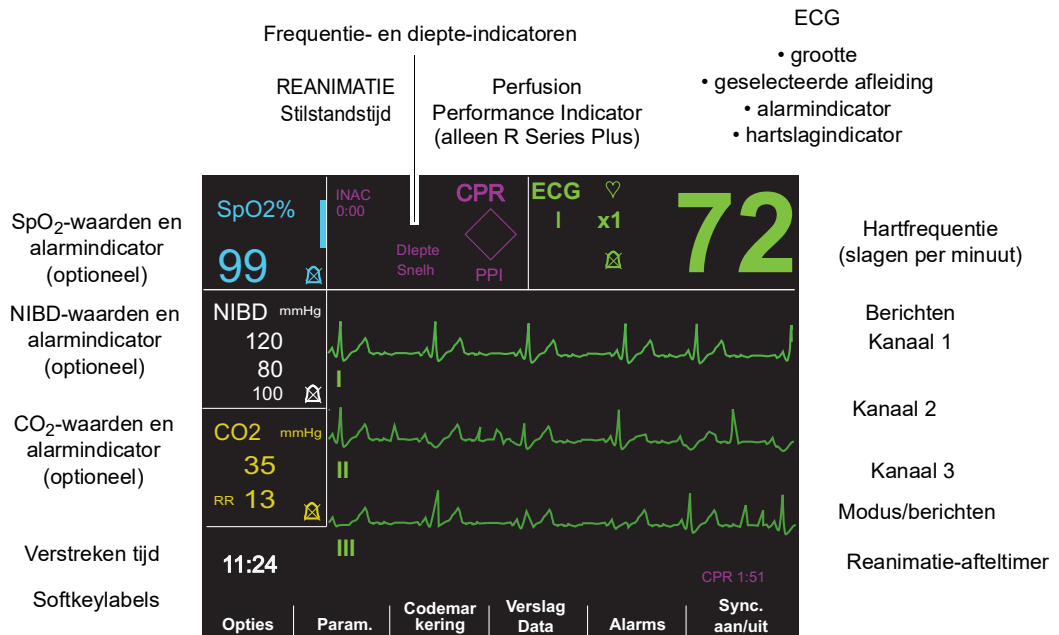 ECG
• grootte
• geselecteerde afleiding
• alarmindicator
• hartslagindicator
Frequentie- en diepte-indicatoren
REANIMATIE
Stilstandstijd
Perfusion
Performance Indicator
(alleen R Series Plus)
SpO2-waarden en
alarmindicator
(optioneel)
NIBD-waarden en
alarmindicator
(optioneel)
CO2-waarden en
alarmindicator
(optioneel)
Verstreken tijd
Softkeylabels
SpO2%
99
INAC
0:00
CPR
DIepte
Snelh
PPI
ECG
I x1
72
NIBD mmHg
120
80
100
CO2 mmHg
35
RR 13
I
II
III
11:24
CPR 1:51
Opties
Param.
Codemar
kering
Verslag
Data
Alarms
Sync.
aan/uit
Hartfrequentie
(slagen per minuut)
Berichten
Kanaal 1
Kanaal 2
Kanaal 3
Modus/berichten
Reanimatie-afteltimer